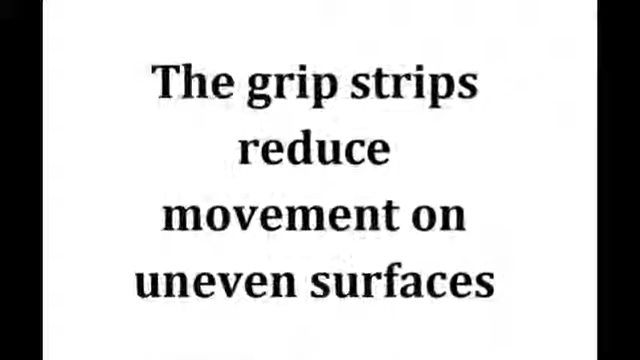 The grip strips
reduce
movement on
uneven surfaces